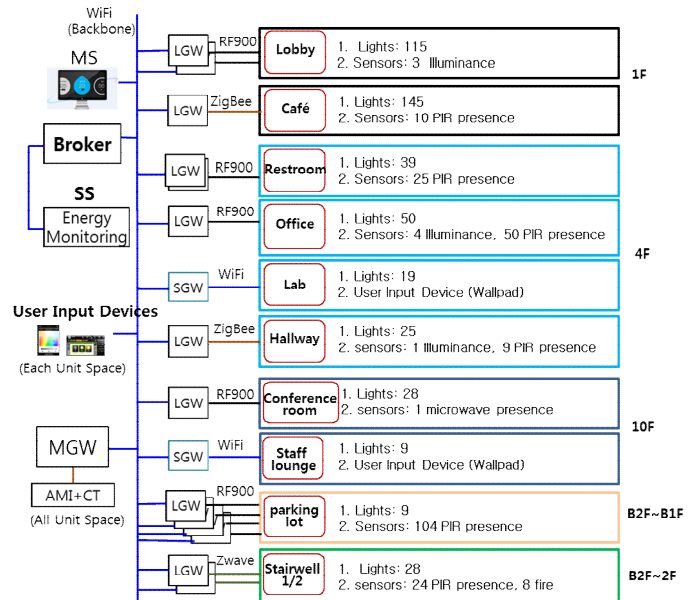 WiFi
(Backbone)
MS
Broker
SS
Energy
Monitoring
User Input Devices
(Each Unit Space)
MGW
AMI+CT
(All Unit Space)
LGW
RF900
Lobby
1. Lights: 115
2. Sensors: 3 Illuminance
1F
LGW
ZigBee
Café
1. Lights: 145
2. Sensors: 10 PIR presence
LGW
RF900
Restroom
1. Lights: 39
2. Sensors: 25 PIR presence
LGW
RF900
Office
1. Lights: 50
2. Sensors: 4 Illuminance, 50 PIR presence
4F
SGW
WiFi
Lab
1. Lights: 19
2. User Input Device (Wallpad)
LGW
ZigBee
Hallway
1. Lights: 25
2. sensors: 1 Illuminance, 9 PIR presence
LGW
RF900
Conference
room
1. Lights: 28
2. sensors: 1 microwave presence
10F
SGW
WiFi
Staff
lounge
1. Lights: 9
2. User Input Device (Wallpad)
LGW
RF900
parking
lot
1. Lights: 9
2. Sensors: 104 PIR presence
B2F~B1F
LGW
Zwave
Stairwell
1/2
1. Lights: 28
2. sensors: 24 PIR presence, 8 fire
B2F~2F